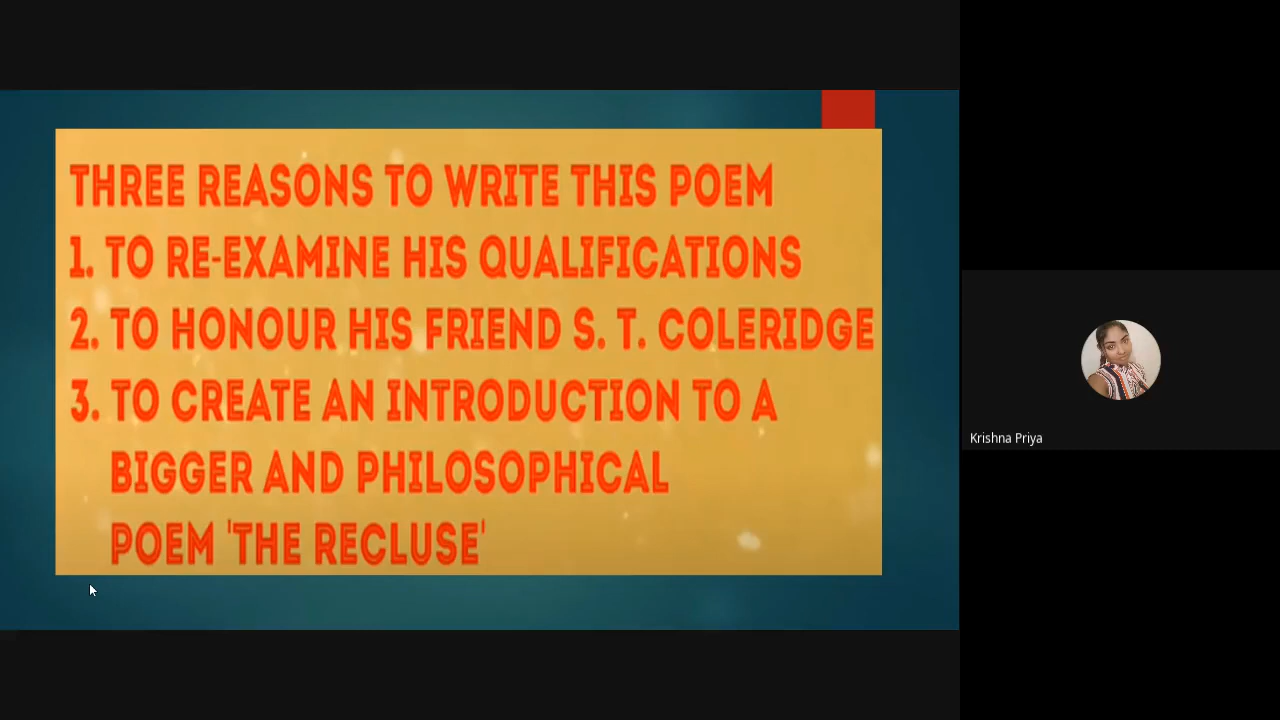 THREE REASONS TO WRITE THIS POEM
1. TO RE-EXAMINE HIS QUALIFICATIONS
2. TO HONOUR HIS FRIEND S. T. COLERIDGE
3. TO CREATE AN INTRODUCTION TO A
BIGGER AND PHILOSOPHICAL
POEM 'THE RECLUSE'
Krishna Priya